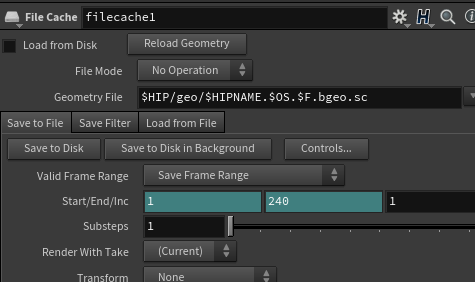 File Cache filecache1
Load from Disk Reload Geometry
File Mode No Operation
Geometry File $HIP/geo/$HIPNAME.$OS.$F.bgeo.sc
Save to File Save Filter Load from File
Save to Disk Save to Disk in Background Controls...
Valid Frame Range Save Frame Range
Start/End/Inc 1 240 1
Substeps 1
Render With Take (Current)
Transform None